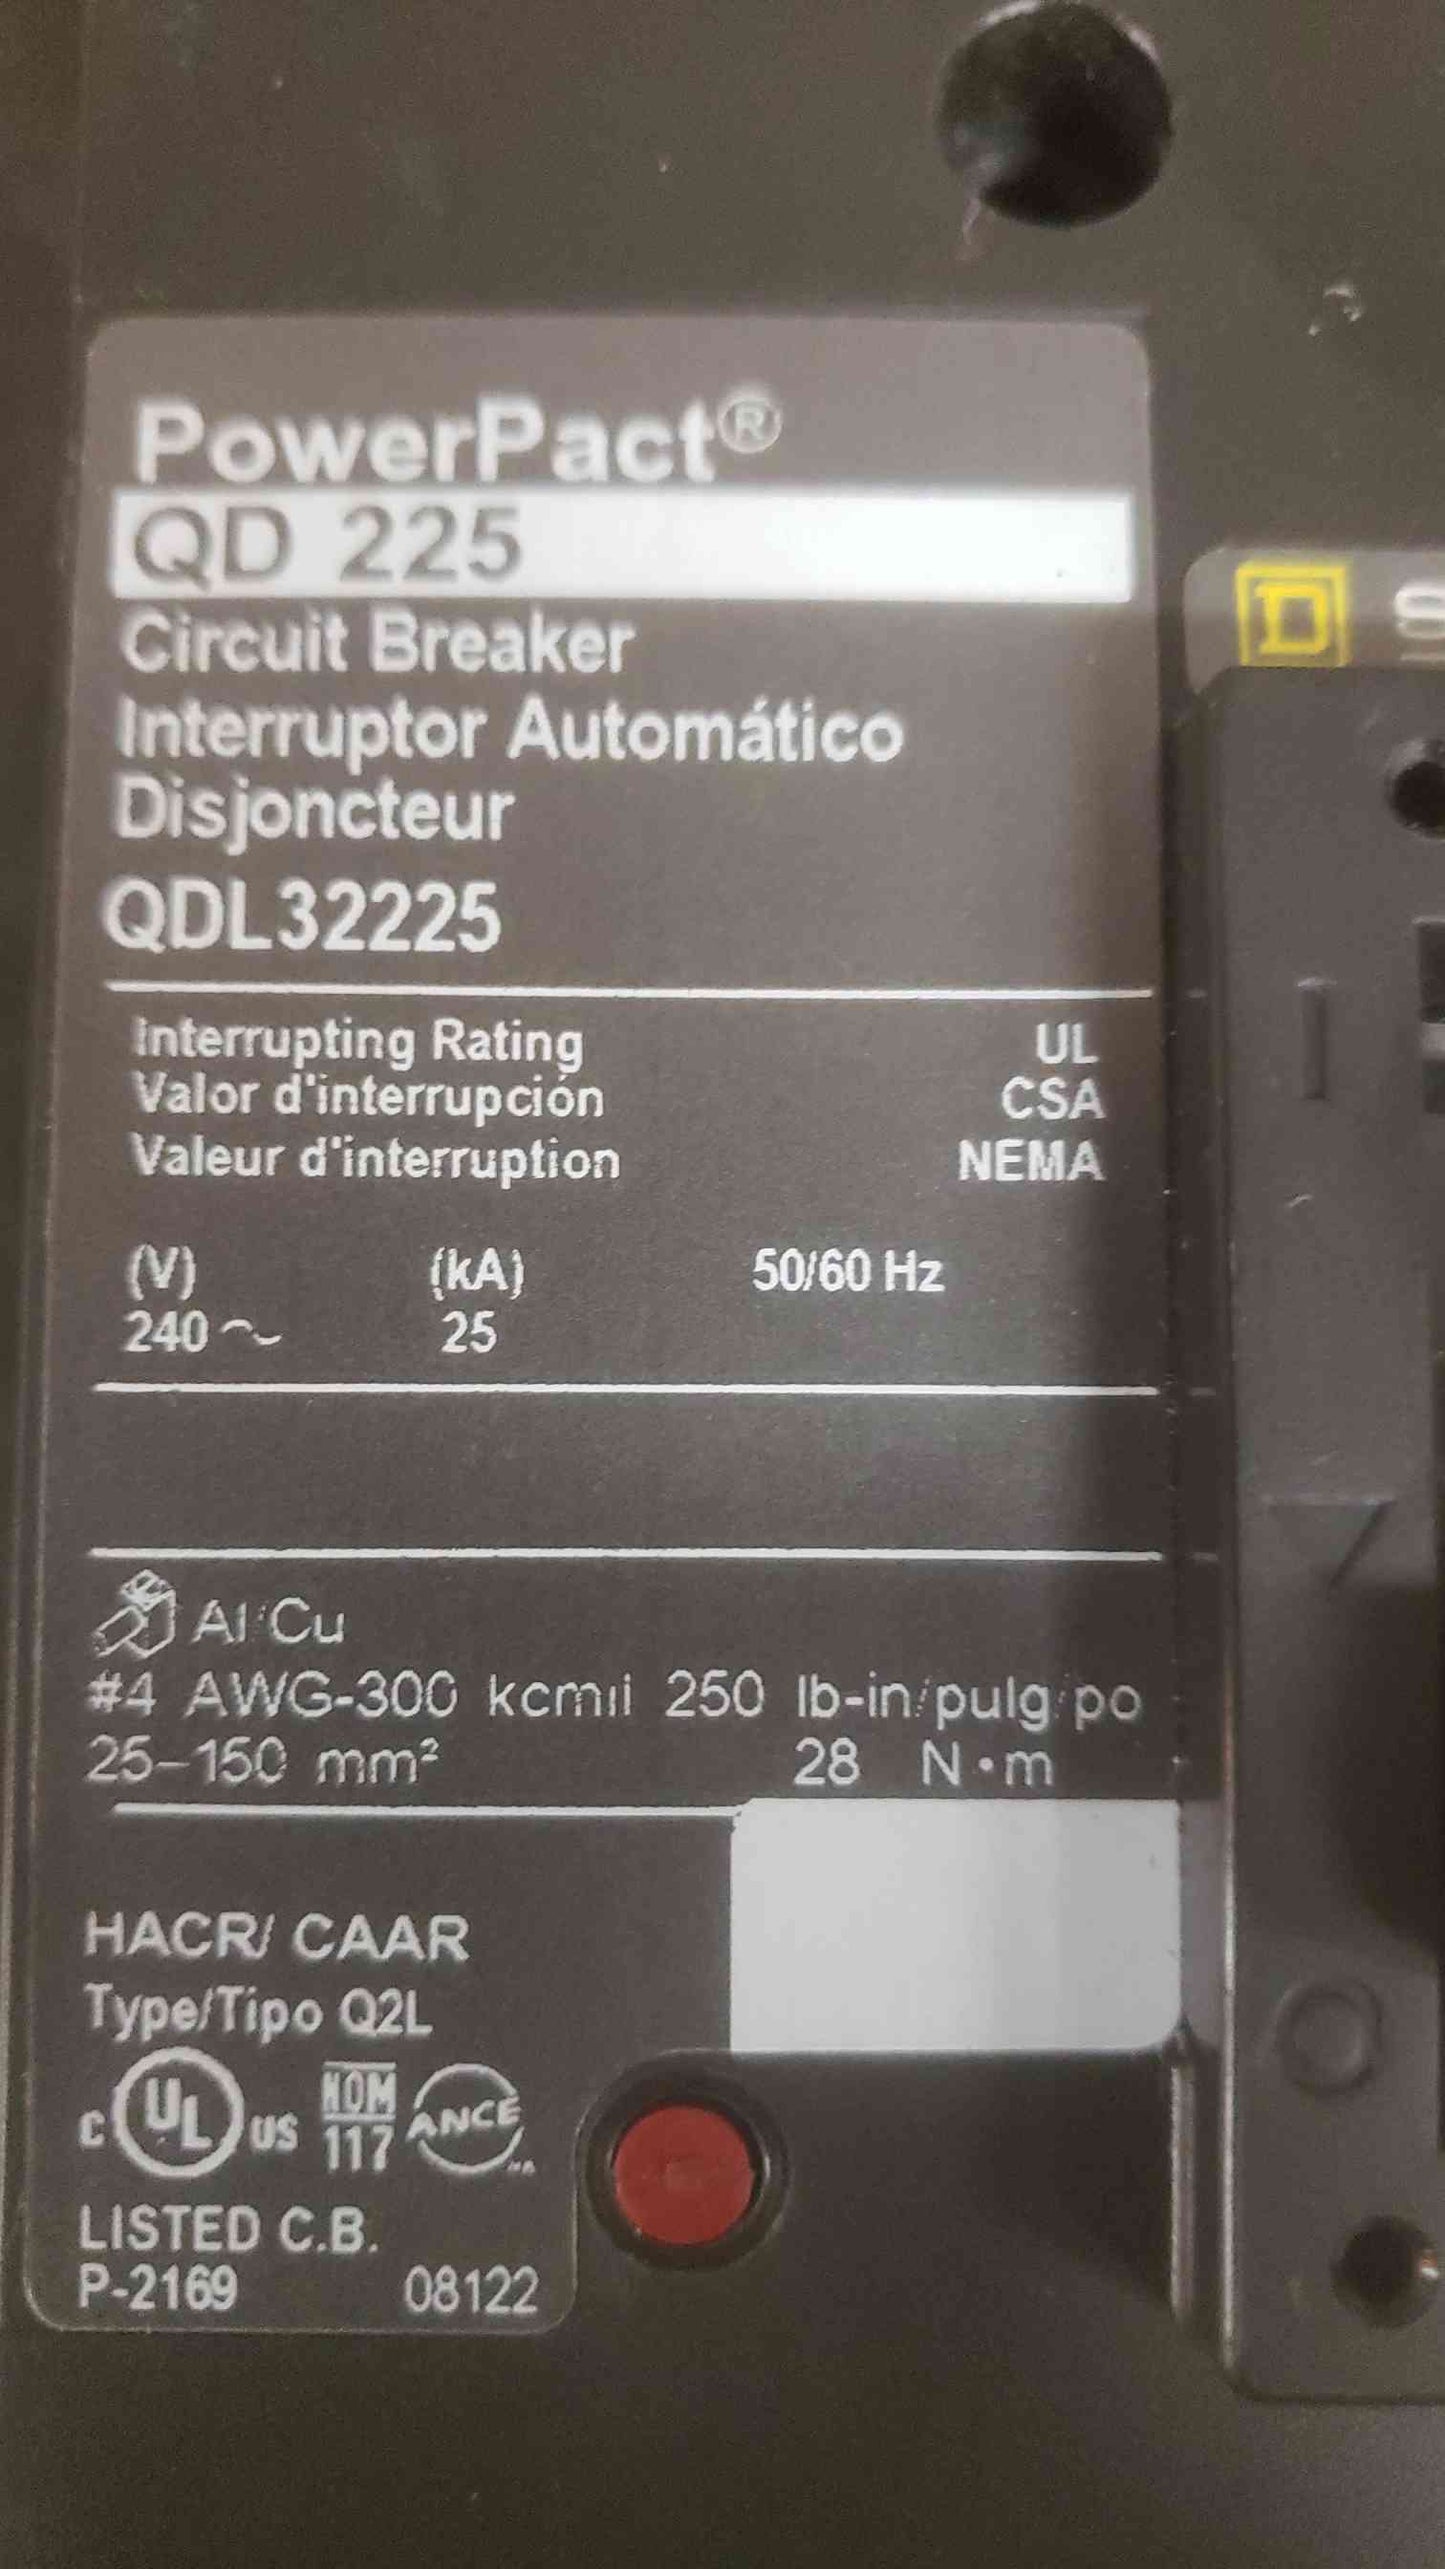 PowerPact®
QD 225
Circuit Breaker
Interruptor Automático
Disjoncteur
QDL32225
Interrupting Rating UL
Valor d'interrupción CSA
Valeur d'interruption NEMA
(V) (kA) 50/60 Hz
240~ 25
Al/Cu
#4 AWG-300 kcmil 250 lb-in/pulg/po
25-150 mm² 28 N·m
HACR/ CAAR
Type/Tipo Q2L
C UL US NOM 117 ANCE
LISTED C.B.
P-2169 08122
D S
I
O